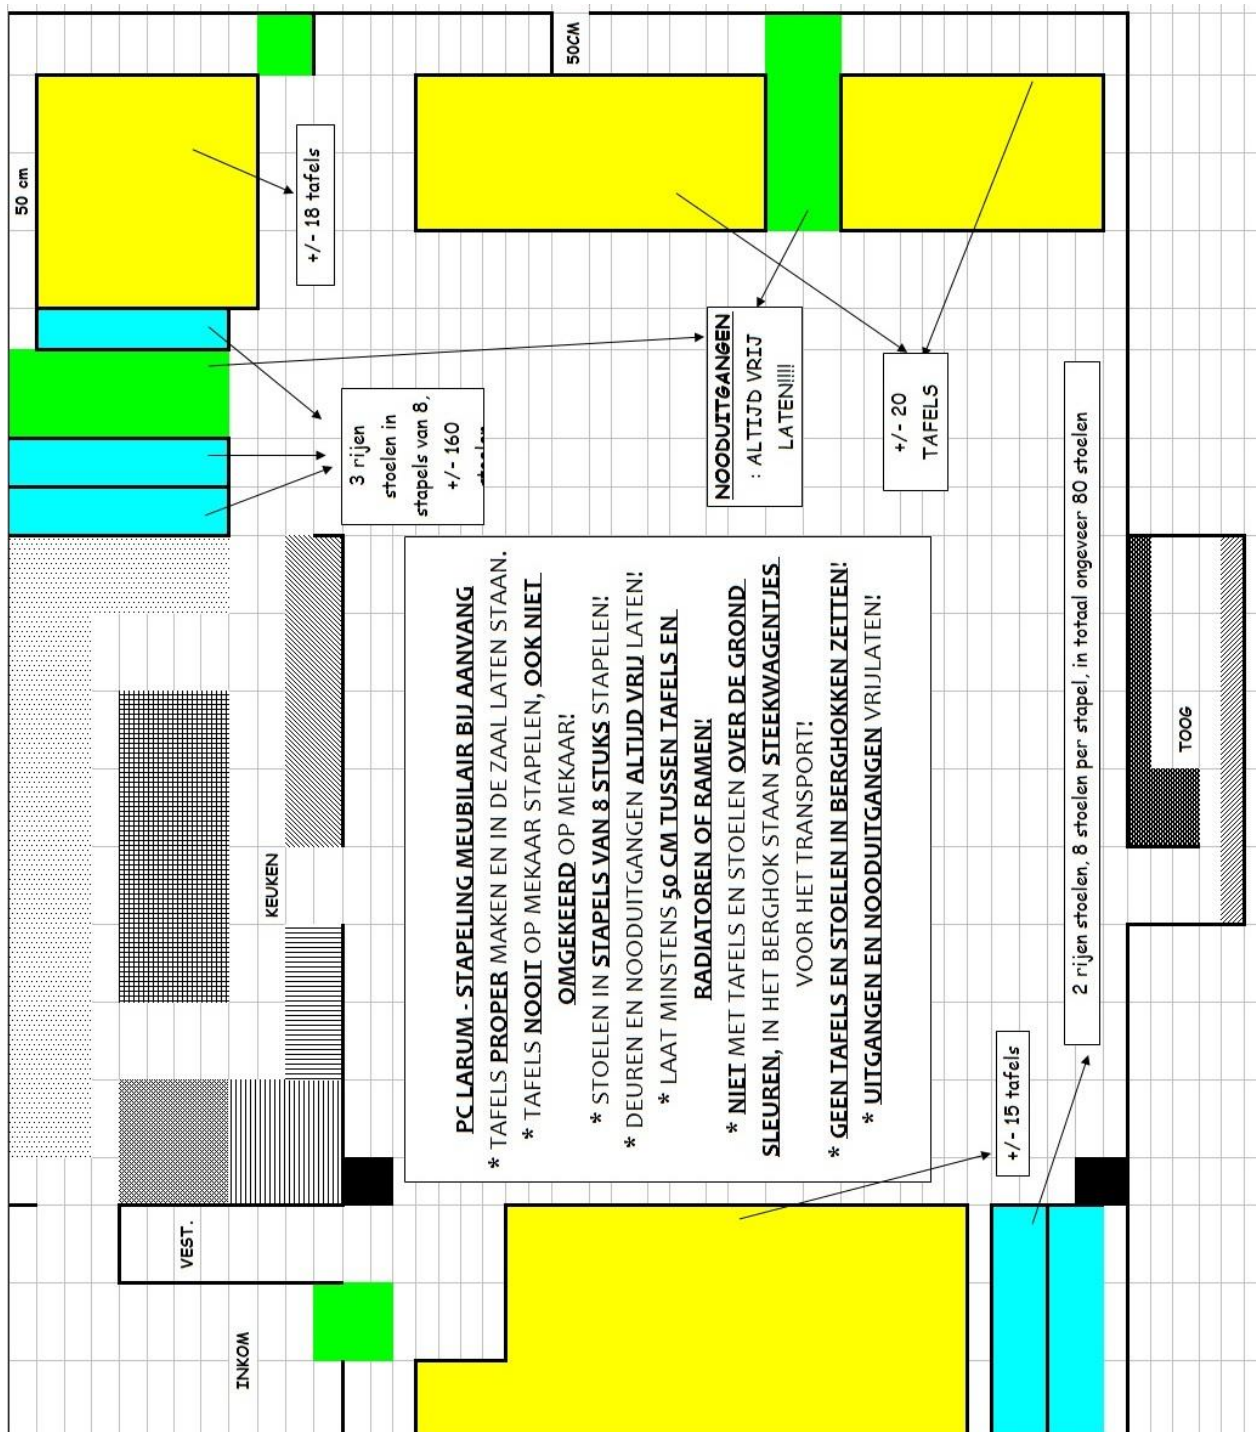 50 cm
VEST.
INKOM
KEUKEN
+/- 18 tafels
3 rijen
stoelen in
stapels van 8,
+/- 160
PC LARUM - STAPELING MEUBILAIR BIJ AANVANG
* TAFELS PROPER MAKEN EN IN DE ZAAL LATEN STAAN.
* TAFELS NOOIT OP MEKAAR STAPELEN, OOK NIET
OMGEKEERD OP MEKAAR!
* STOELEN IN STAPELS VAN 8 STUKS STAPELEN!
* DEUREN EN NOODUITGANGEN ALTIJD VRIJ LATEN!
* LAAT MINSTENS 50 CM TUSSEN TAFELS EN
RADIATOREN OF RAMEN!
* NIET MET TAFELS EN STOELEN OVER DE GROND
SLEUREN, IN HET BERGHOK STAAN STEEKWAGENTJES
VOOR HET TRANSPORT!
* GEEN TAFELS EN STOELEN IN BERGHOKKEN ZETTEN!
* UITGANGEN EN NOODUITGANGEN VRIJLATEN!
50CM
NOODUITGANGEN
: ALTIJD VRIJ
LATEN!!!!
+/- 20
TAFELS
+/- 15 tafels
2 rijen stoelen, 8 stoelen per stapel, in totaal ongeveer 80 stoelen
TOOG